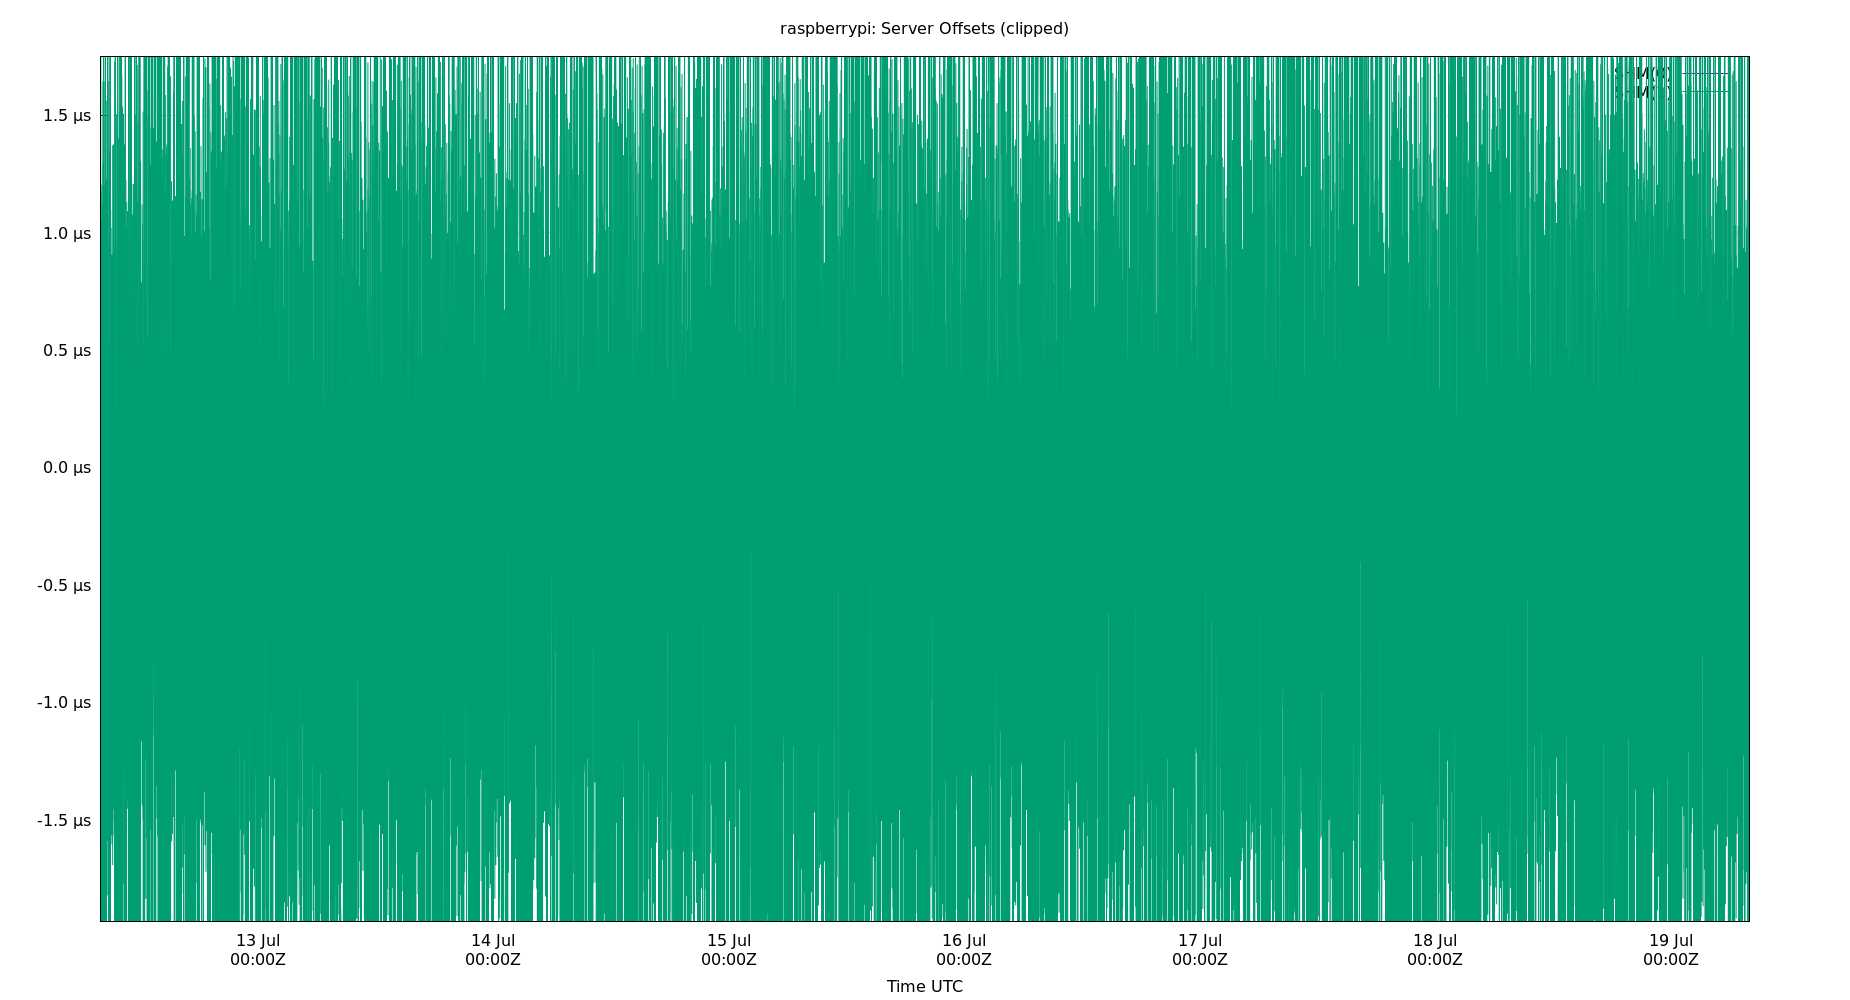 raspberrypi: Server Offsets (clipped)
1.5 µs
1.0 µs
0.5 µs
0.0 µs
-0.5 µs
-1.0 µs
-1.5 µs
13 Jul
00:00Z
14 Jul
00:00Z
15 Jul
00:00Z
16 Jul
00:00Z
17 Jul
00:00Z
18 Jul
00:00Z
19 Jul
00:00Z
Time UTC